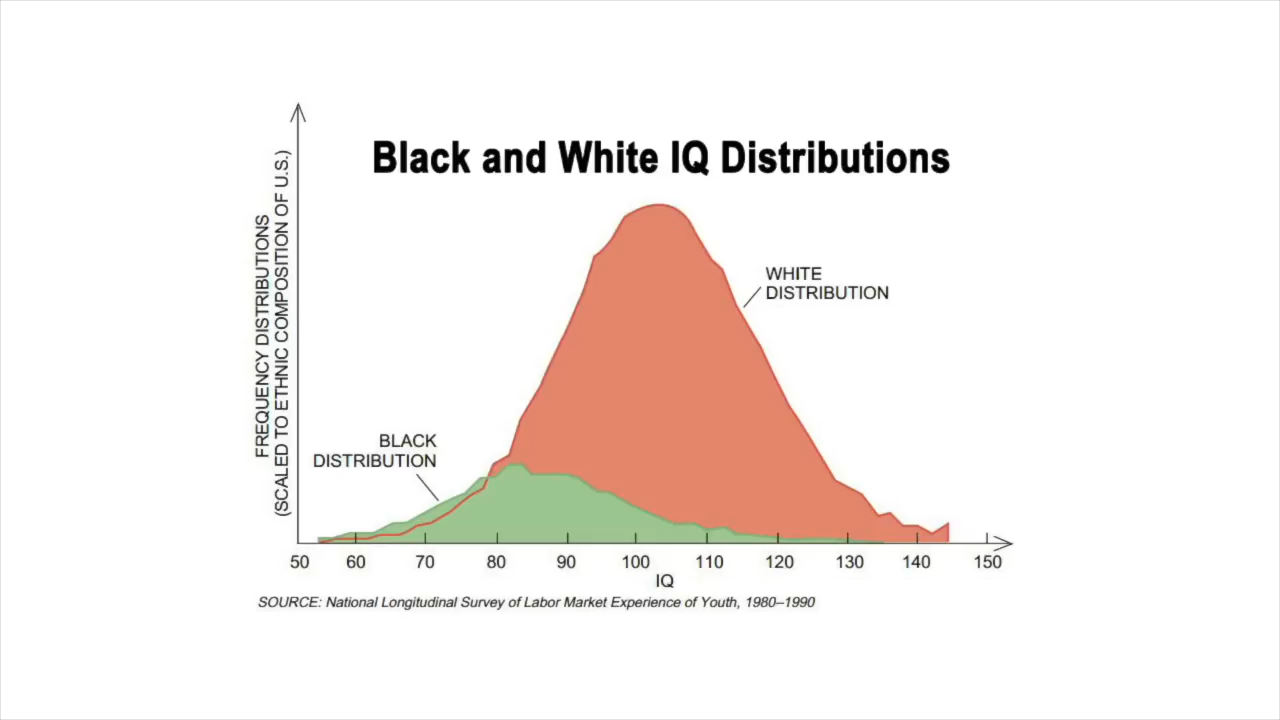 Black and White IQ Distributions
FREQUENCY DISTRIBUTIONS
(SCALED TO ETHNIC COMPOSITION OF U.S.)
WHITE
DISTRIBUTION
BLACK
DISTRIBUTION
50 60 70 80 90 100 110 120 130 140 150
IQ
SOURCE: National Longitudinal Survey of Labor Market Experience of Youth, 1980–1990